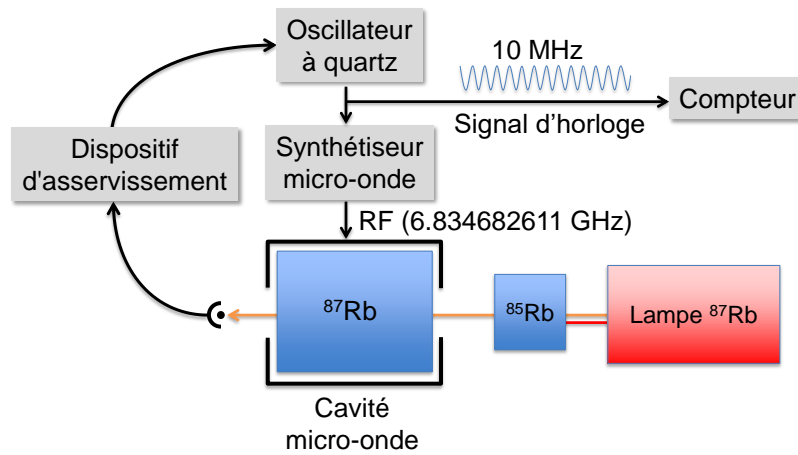 Oscillateur
à quartz
10 MHz
Compteur
Signal d'horloge
Dispositif
d'asservissement
Synthétiseur
micro-onde
RF (6.834682611 GHz)
⁸⁷Rb
⁸⁵Rb
Lampe ⁸⁷Rb
Cavité
micro-onde